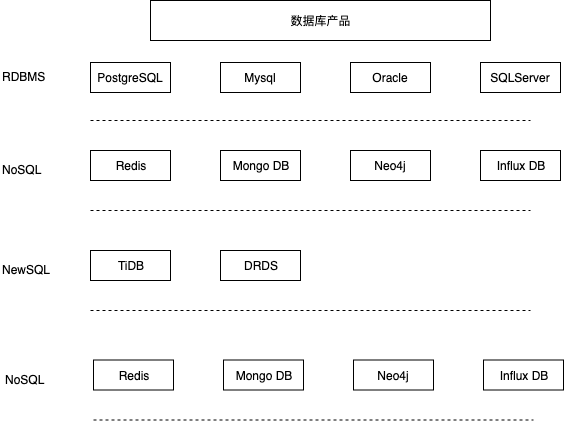 数据库产品
RDBMS PostgreSQL Mysql Oracle SQLServer
NoSQL Redis Mongo DB Neo4j Influx DB
NewSQL TiDB DRDS
NoSQL Redis Mongo DB Neo4j Influx DB